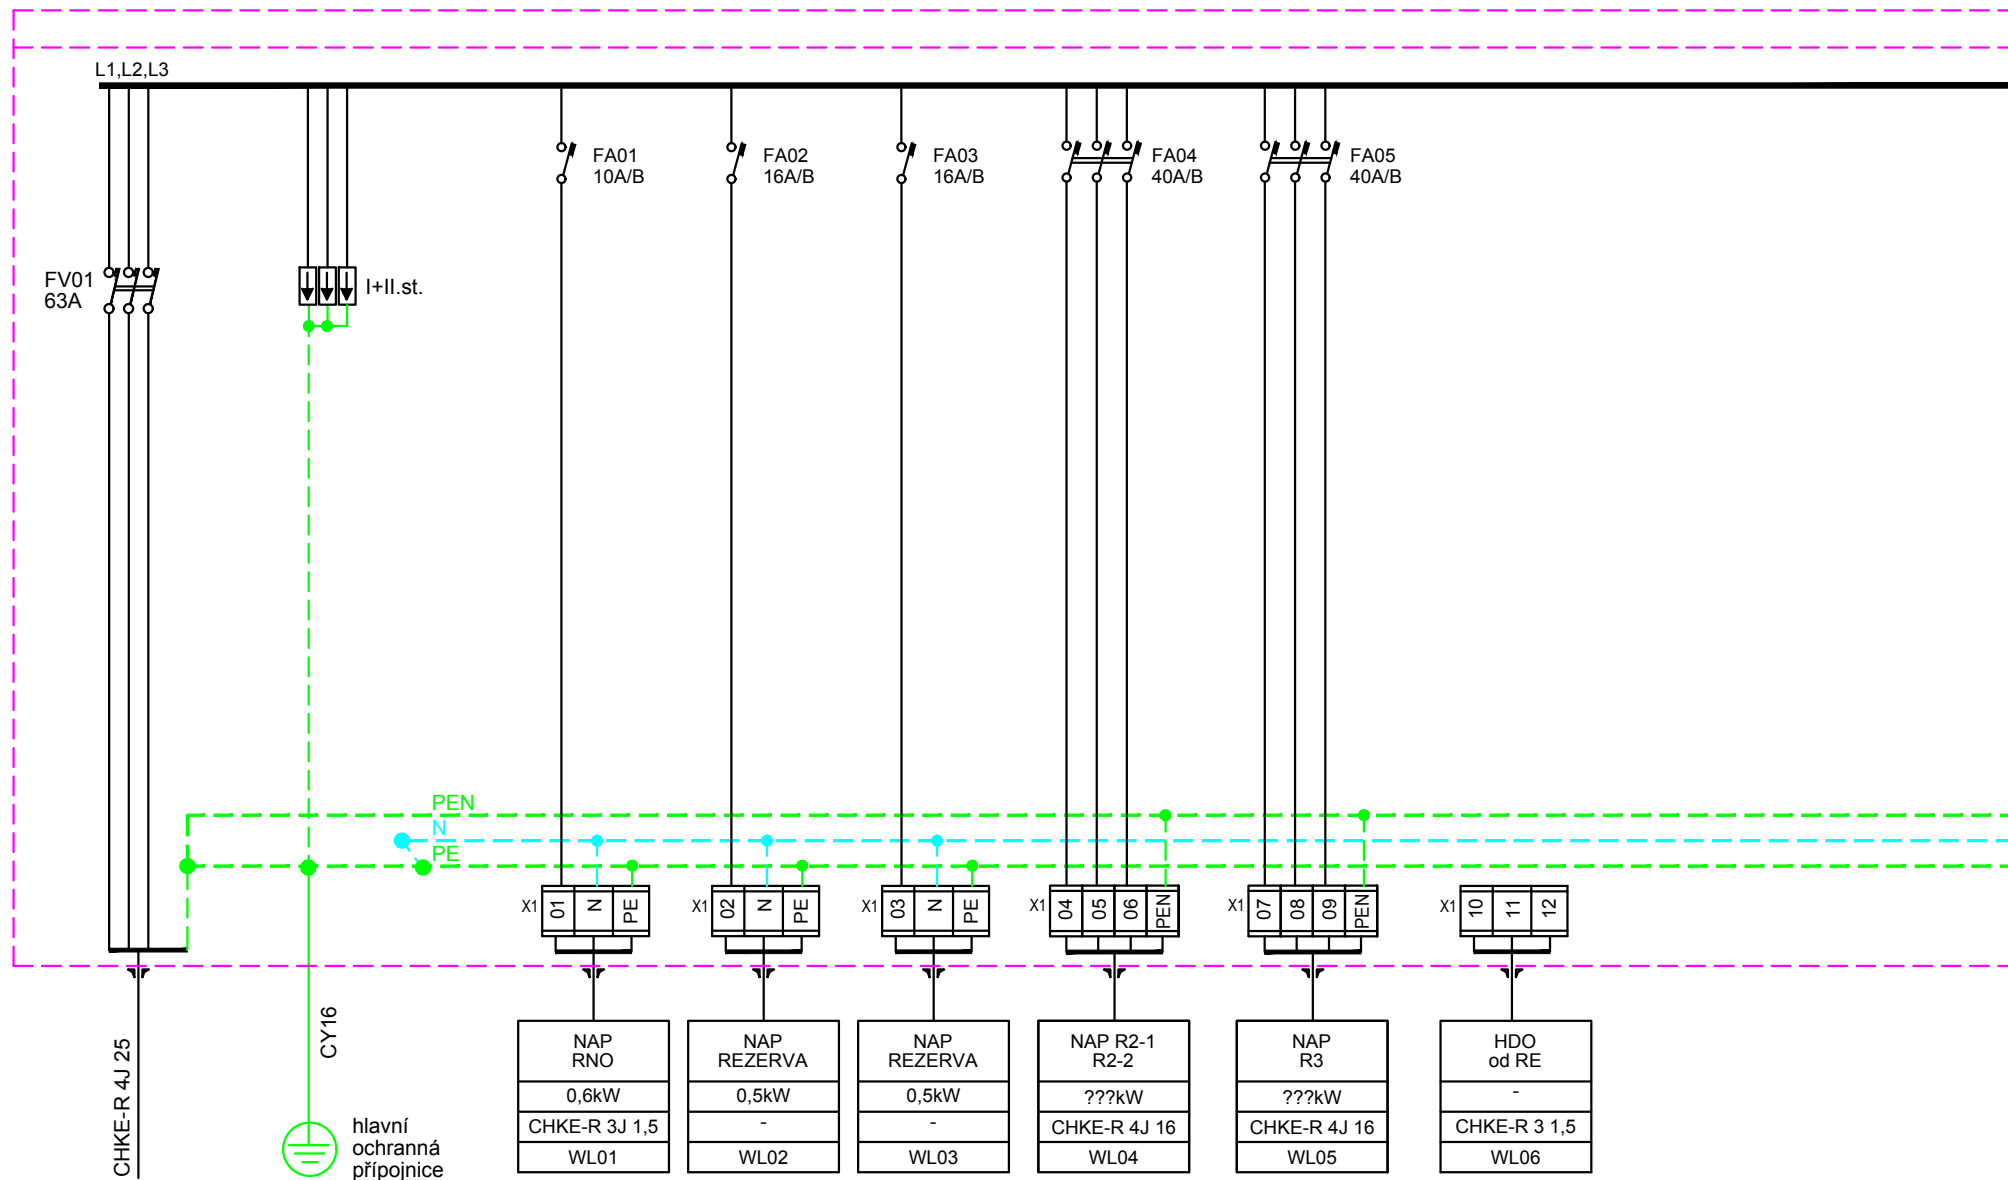 L1,L2,L3
FA01
10A/B
FA02
16A/B
FA03
16A/B
FA04
40A/B
FA05
40A/B
FV01
63A
I+II.st.
PEN
N
PE
X1 01 N PE
X1 02 N PE
X1 03 N PE
X1 04 05 06 PEN
X1 07 08 09 PEN
X1 10 11 12
CHKE-R 4J 25
CY16
hlavní
ochranná
přípojnice
NAP
RNO
0,6kW
CHKE-R 3J 1,5
WL01
NAP
REZERVA
0,5kW
-
WL02
NAP
REZERVA
0,5kW
-
WL03
NAP R2-1
R2-2
???kW
CHKE-R 4J 16
WL04
NAP
R3
???kW
CHKE-R 4J 16
WL05
HDO
od RE
-
CHKE-R 3 1,5
WL06